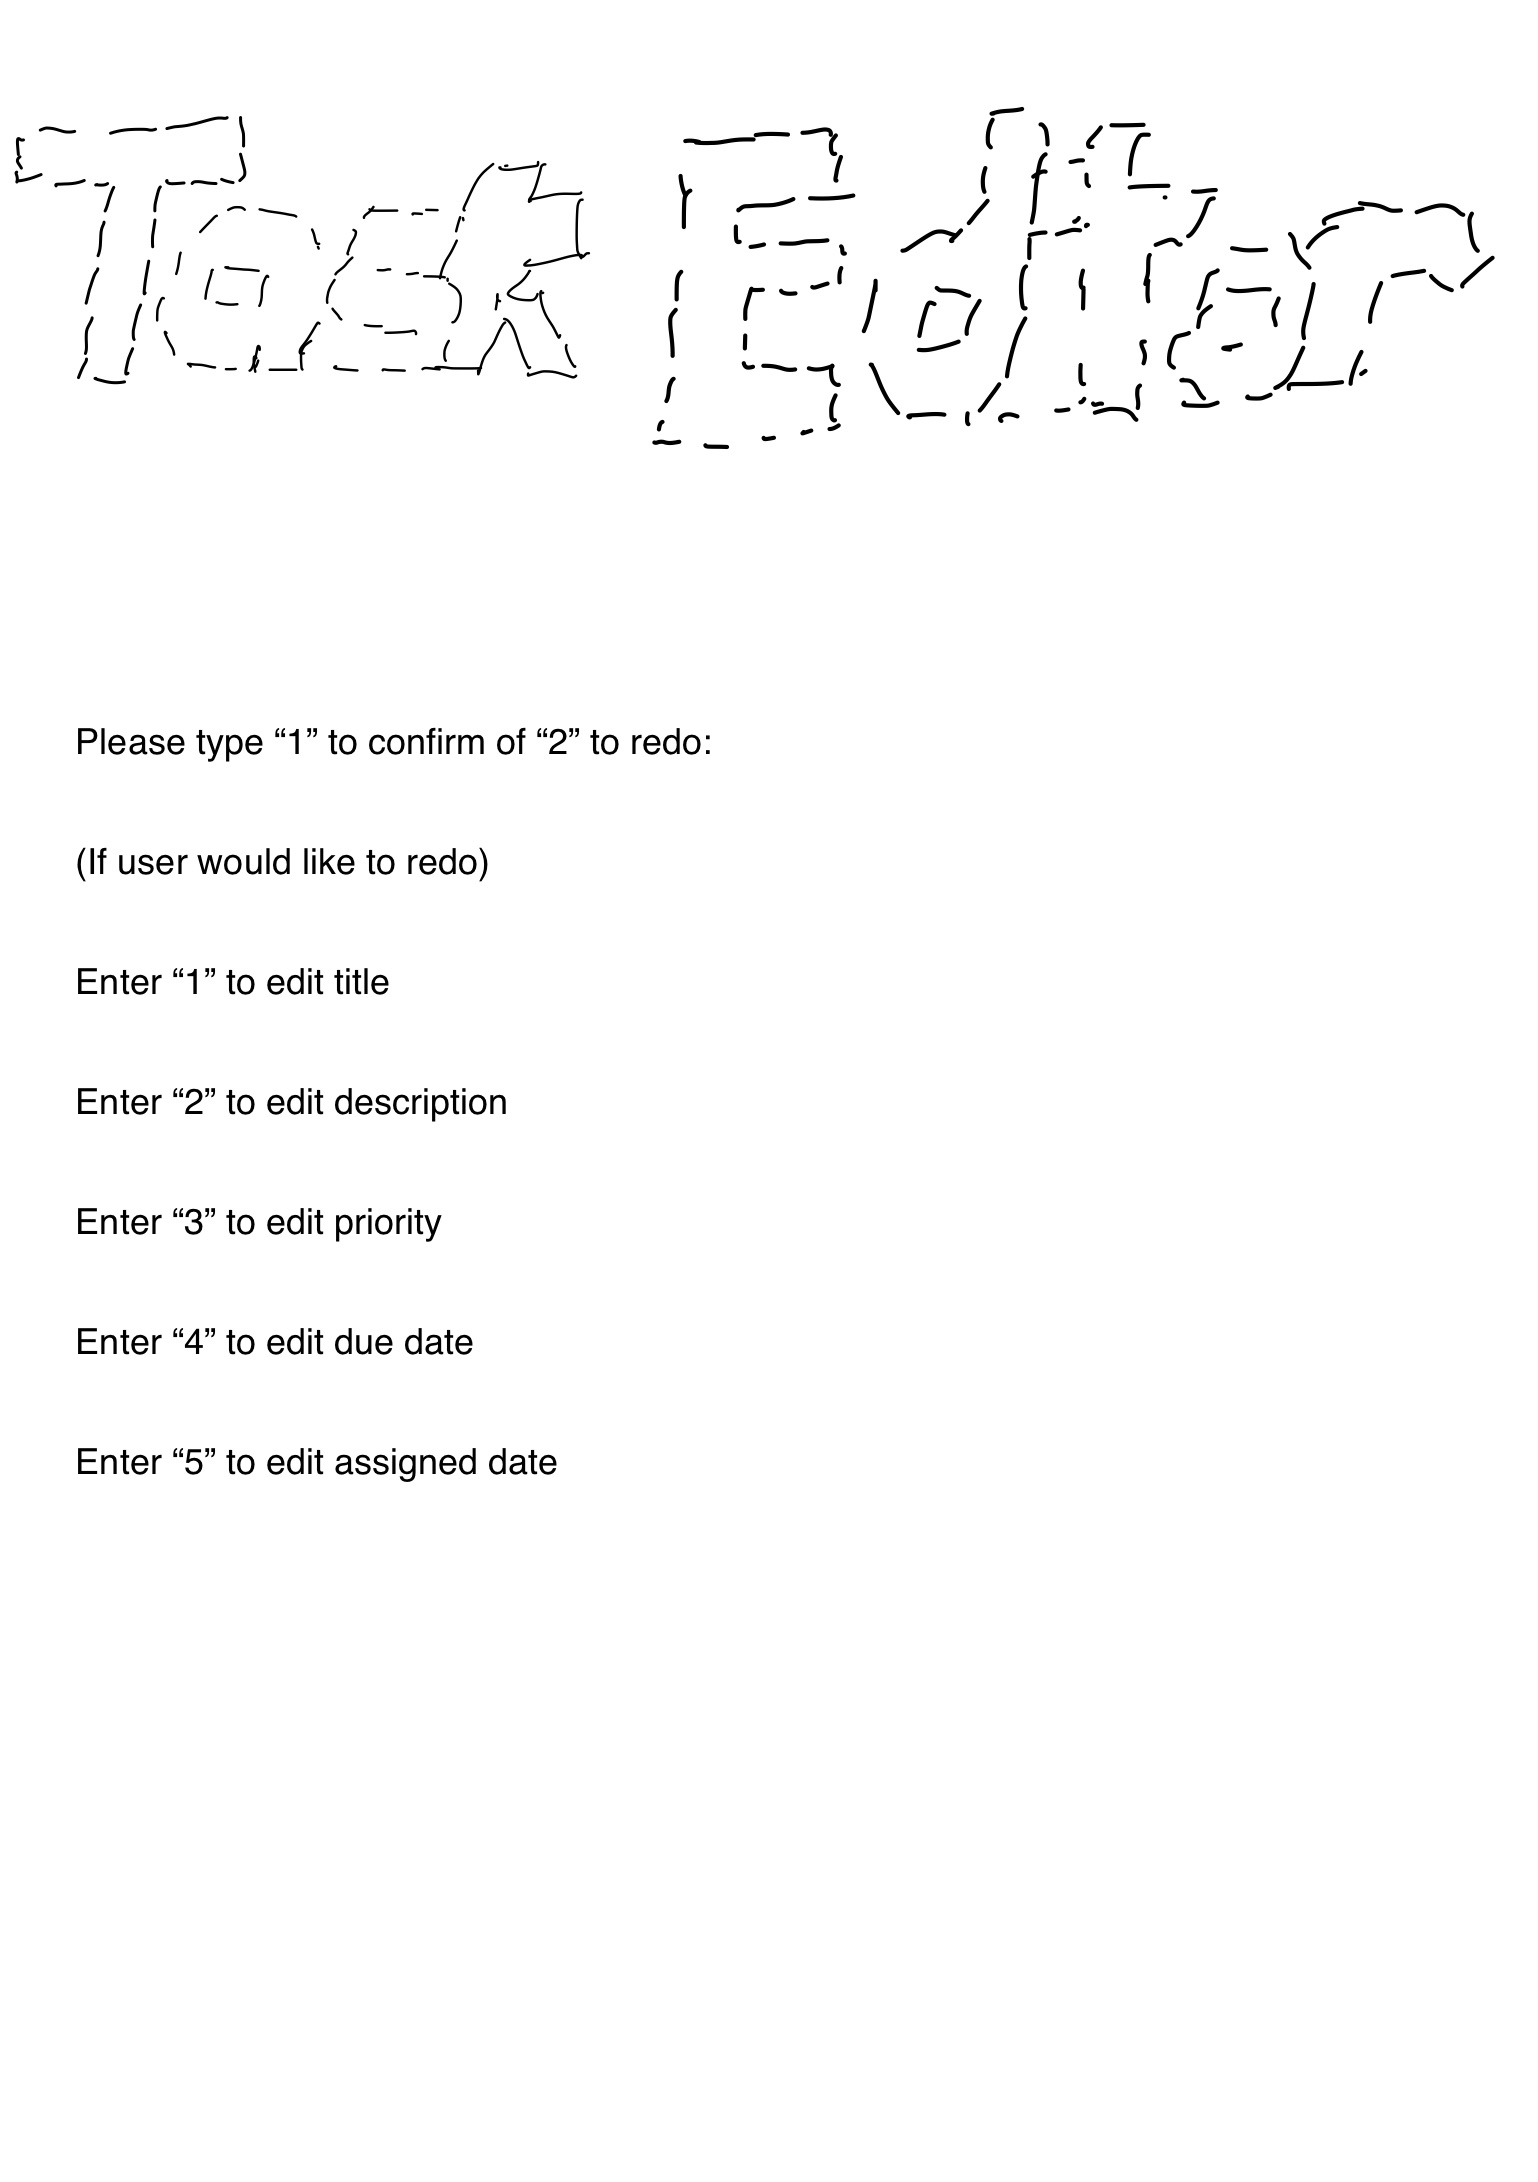 Task Editor
Please type “1” to confirm of “2” to redo:
(If user would like to redo)
Enter “1” to edit title
Enter “2” to edit description
Enter “3” to edit priority
Enter “4” to edit due date
Enter “5” to edit assigned date